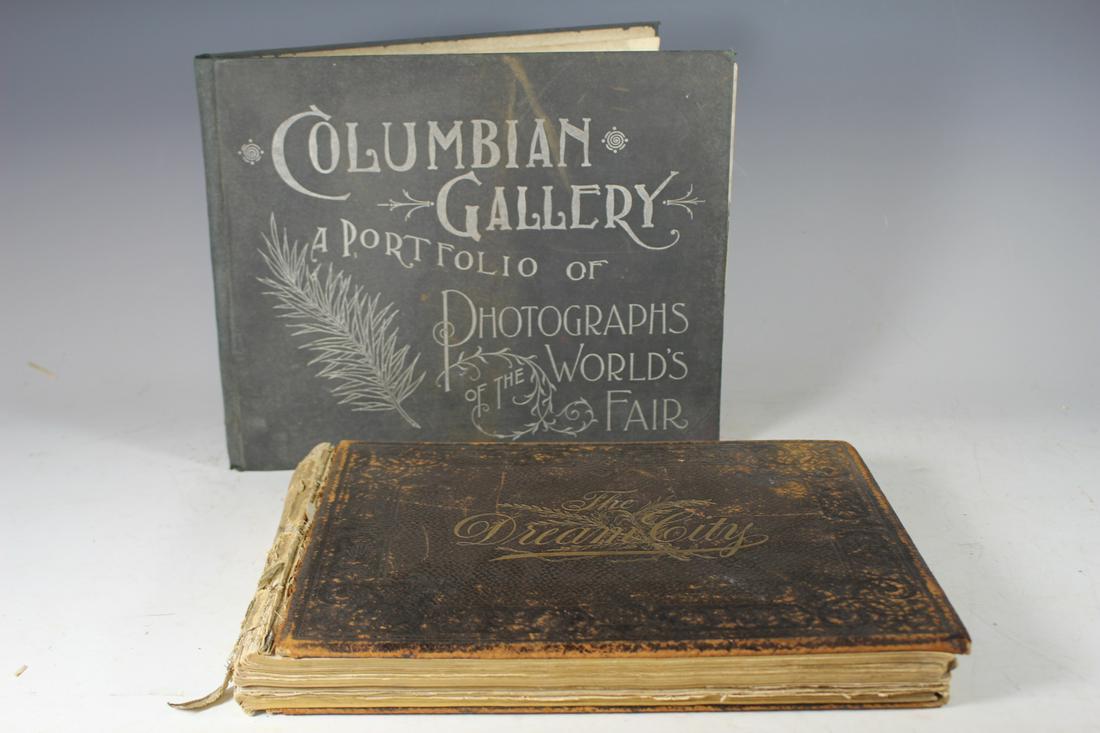 COLUMBIAN
GALLERY
A PORTFOLIO OF
PHOTOGRAPHS
OF THE WORLD'S
FAIR
The
Dream City